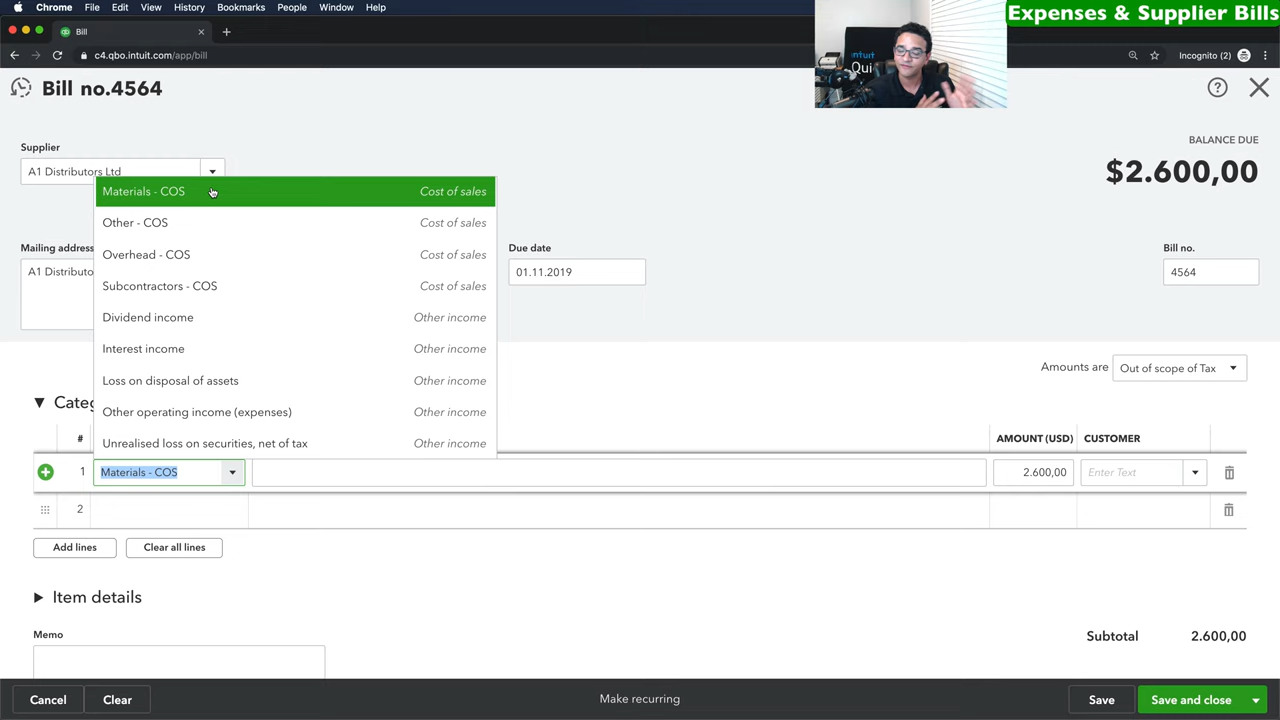 Chrome File Edit View History Bookmarks People Window Help
Expenses & Supplier Bills
Bill
c4.qbo.intuit.com/app/bil
Incognito (2)
intuit
Qui
Bill no.4564
BALANCE DUE
$2.600,00
Supplier
A1 Distributors Ltd
Materials - COS Cost of sales
Other - COS Cost of sales
Overhead - COS Cost of sales
Subcontractors - COS Cost of sales
Dividend income Other income
Interest income Other income
Loss on disposal of assets Other income
Other operating income (expenses) Other income
Unrealised loss on securities, net of tax Other income
Mailing address
A1 Distributo
Due date
01.11.2019
Bill no.
4564
Amounts are Out of scope of Tax
Categ
# AMOUNT (USD) CUSTOMER
1 Materials - COS 2.600,00 Enter Text
2
Add lines Clear all lines
Item details
Memo
Subtotal 2.600,00
Cancel Clear Make recurring Save Save and close